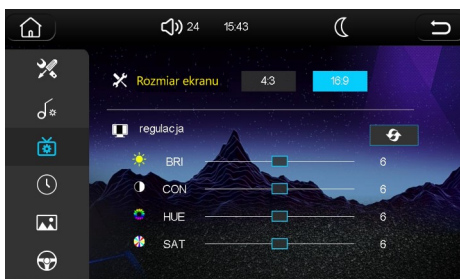 24 15:43
Rozmiar ekranu 4:3 16:9
regulacja
BRI 6
CON 6
HUE 6
SAT 6